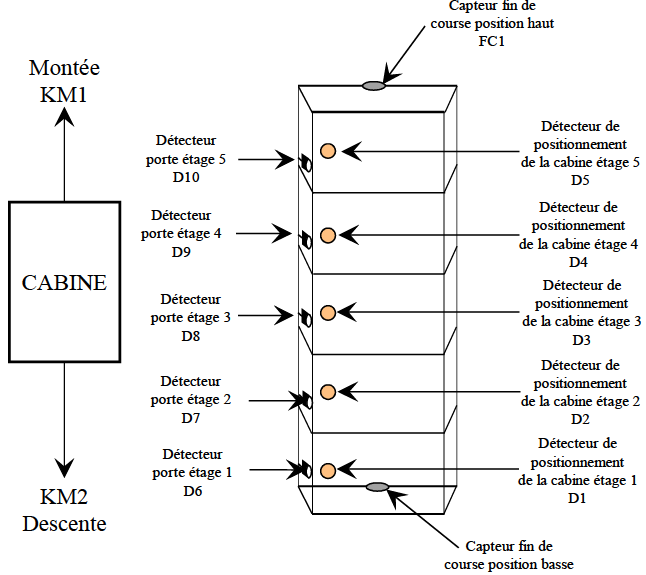 Capteur fin de
course position haut
FC1
Montée
KM1
Détecteur
porte étage 5
D10
Détecteur de
positionnement
de la cabine étage 5
D5
Détecteur
porte étage 4
D9
Détecteur de
positionnement
de la cabine étage 4
D4
CABINE
Détecteur
porte étage 3
D8
Détecteur de
positionnement
de la cabine étage 3
D3
Détecteur
porte étage 2
D7
Détecteur de
positionnement
de la cabine étage 2
D2
Détecteur
porte étage 1
D6
Détecteur de
positionnement
de la cabine étage 1
D1
KM2
Descente
Capteur fin de
course position basse